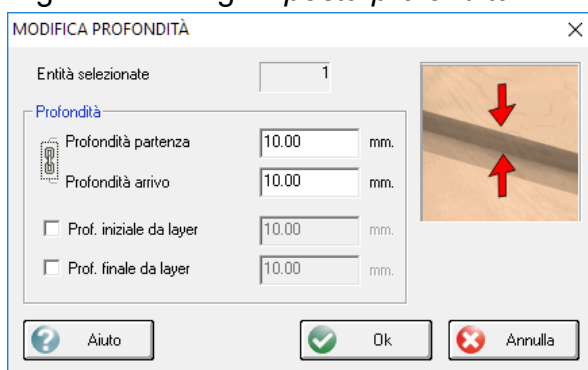 MODIFICA PROFONDITÀ
Entità selezionate 1
Profondità
Profondità partenza 10.00 mm.
Profondità arrivo 10.00 mm.
Prof. iniziale da layer 10.00 mm.
Prof. finale da layer 10.00 mm.
Aiuto Ok Annulla